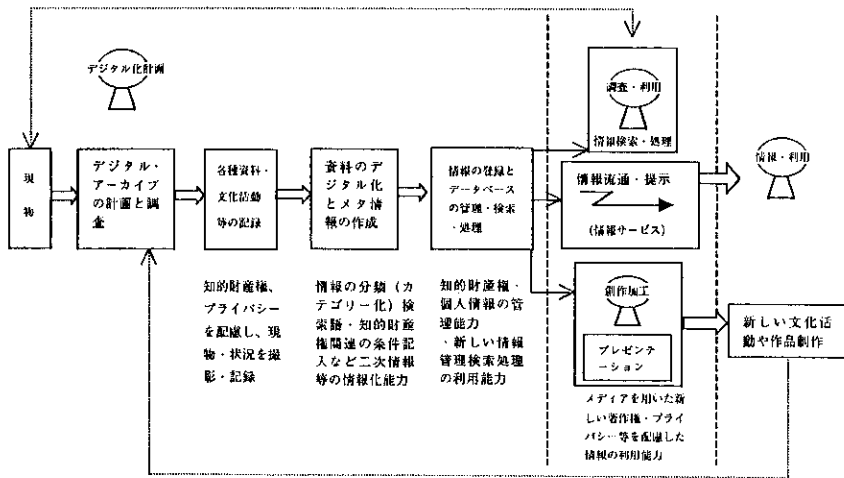 デジタル化計画
調査・利用
情報検索・処理
情報・利用
現
物
デジタル・
アーカイブ
の計画と調
査
各種資料・
文化活動
等の記録
資料のデ
ジタル化
とメタ情
報の作成
情報の登録と
データベース
の管理・検索
・処理
情報流通・提示
(情報サービス)
知的財産権、
プライバシー
を配慮し、現
物・状況を撮
影・記録
情報の分類(カ
テゴリー化)検
索語・知的財産
権関連の条件記
入など二次情報
等の情報化能力
知的財産権・
個人情報の管
理能力
・新しい情報
管理検索処理
の利用能力
創作加工
プレゼンテ
ーション
新しい文化活
動や作品制作
メディアを用いた新
しい著作権・プライ
バシー等を配慮した
情報の利用能力